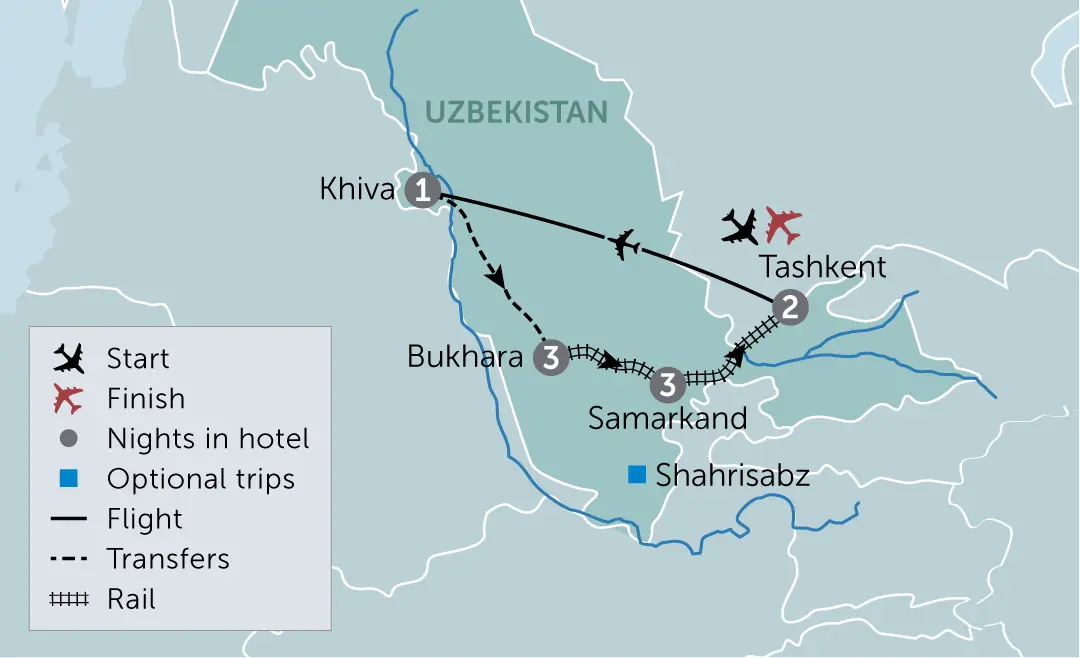 UZBEKISTAN
Khiva 1
Tashkent
2
Bukhara 3
3
Samarkand
Shahrisabz
Start
Finish
Nights in hotel
Optional trips
Flight
Transfers
Rail